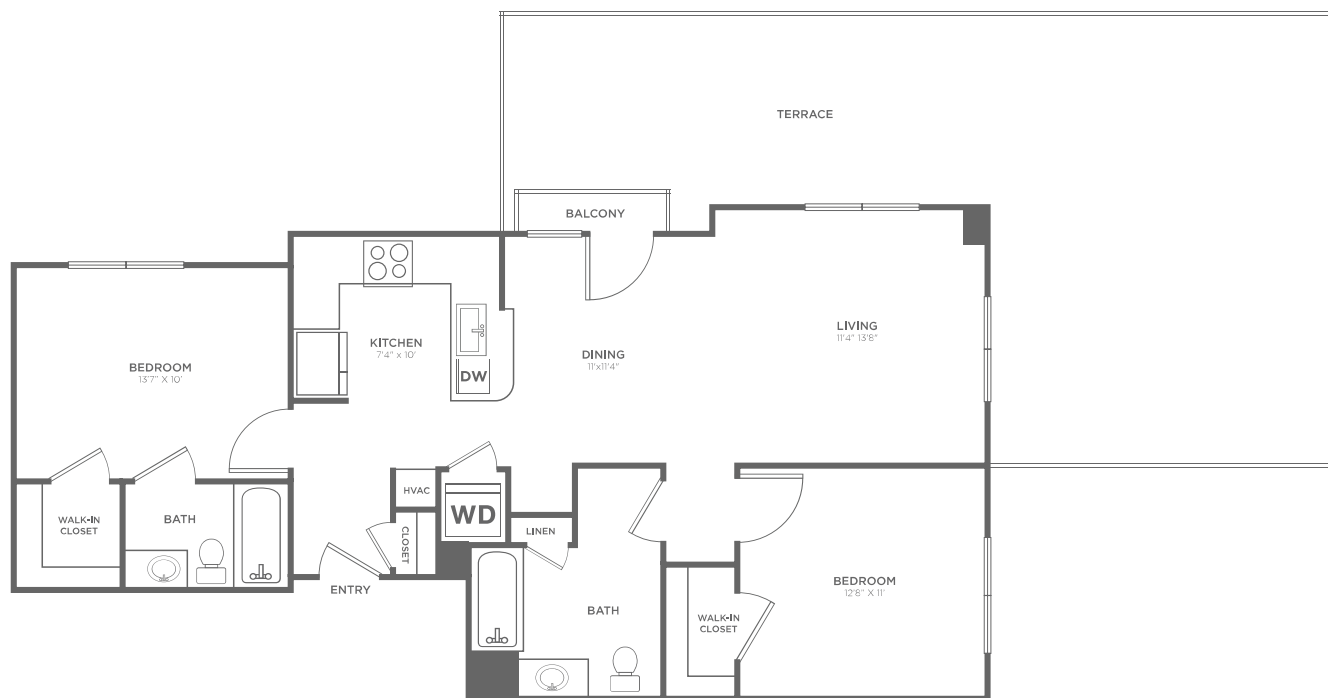 TERRACE
BALCONY
LIVING
11'4" 13'8"
KITCHEN
7'4" x 10'
DINING
11'x11'4"
BEDROOM
13'7" X 10'
DW
HVAC
WD
WALK-IN
CLOSET
BATH
CLOSET
LINEN
ENTRY
BEDROOM
12'8" X 11'
BATH
WALK-IN
CLOSET